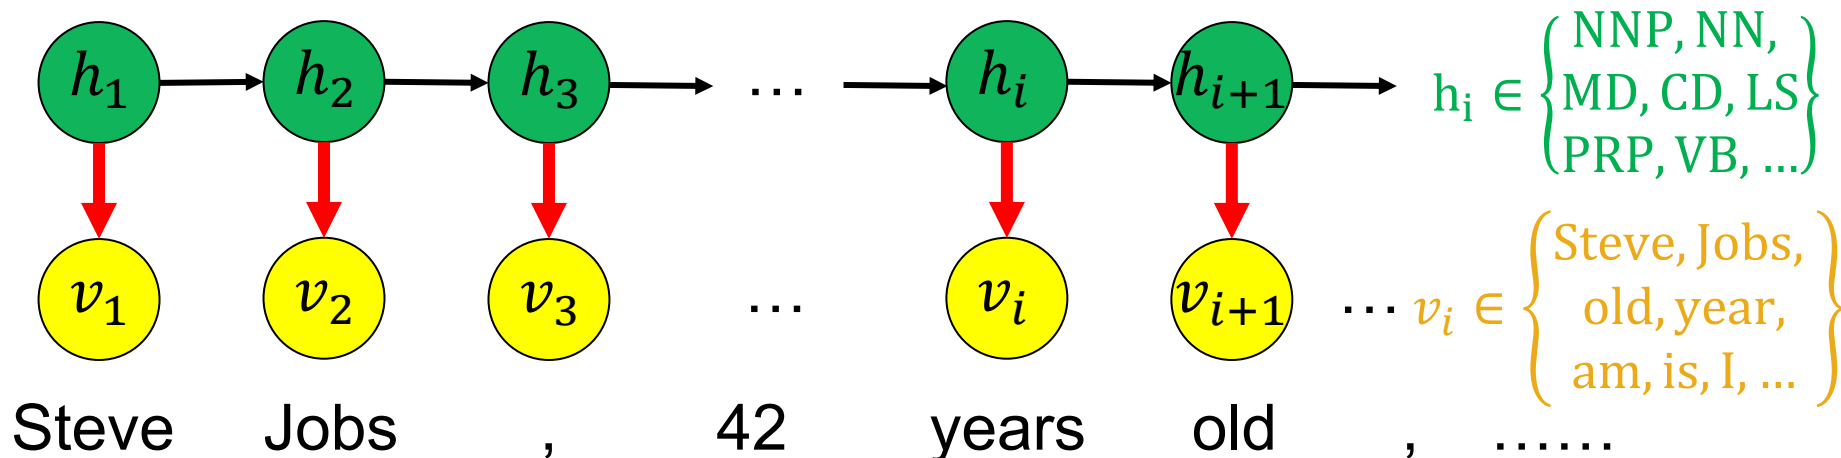 h₁ h₂ h₃ … hᵢ hᵢ₊₁
hᵢ ∈ {NNP, NN,
MD, CD, LS
PRP, VB, …}
v₁ v₂ v₃ … vᵢ vᵢ₊₁ …
vᵢ ∈ {Steve, Jobs,
old, year,
am, is, I, …}
Steve Jobs , 42 years old , ……